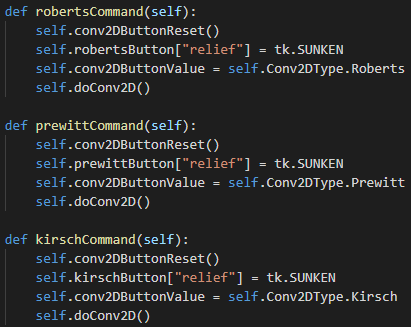 def robertsCommand(self):
    self.conv2DButtonReset()
    self.robertsButton["relief"] = tk.SUNKEN
    self.conv2DButtonValue = self.Conv2DType.Roberts
    self.doConv2D()

def prewittCommand(self):
    self.conv2DButtonReset()
    self.prewittButton["relief"] = tk.SUNKEN
    self.conv2DButtonValue = self.Conv2DType.Prewitt
    self.doConv2D()

def kirschCommand(self):
    self.conv2DButtonReset()
    self.kirschButton["relief"] = tk.SUNKEN
    self.conv2DButtonValue = self.Conv2DType.Kirsch
    self.doConv2D()